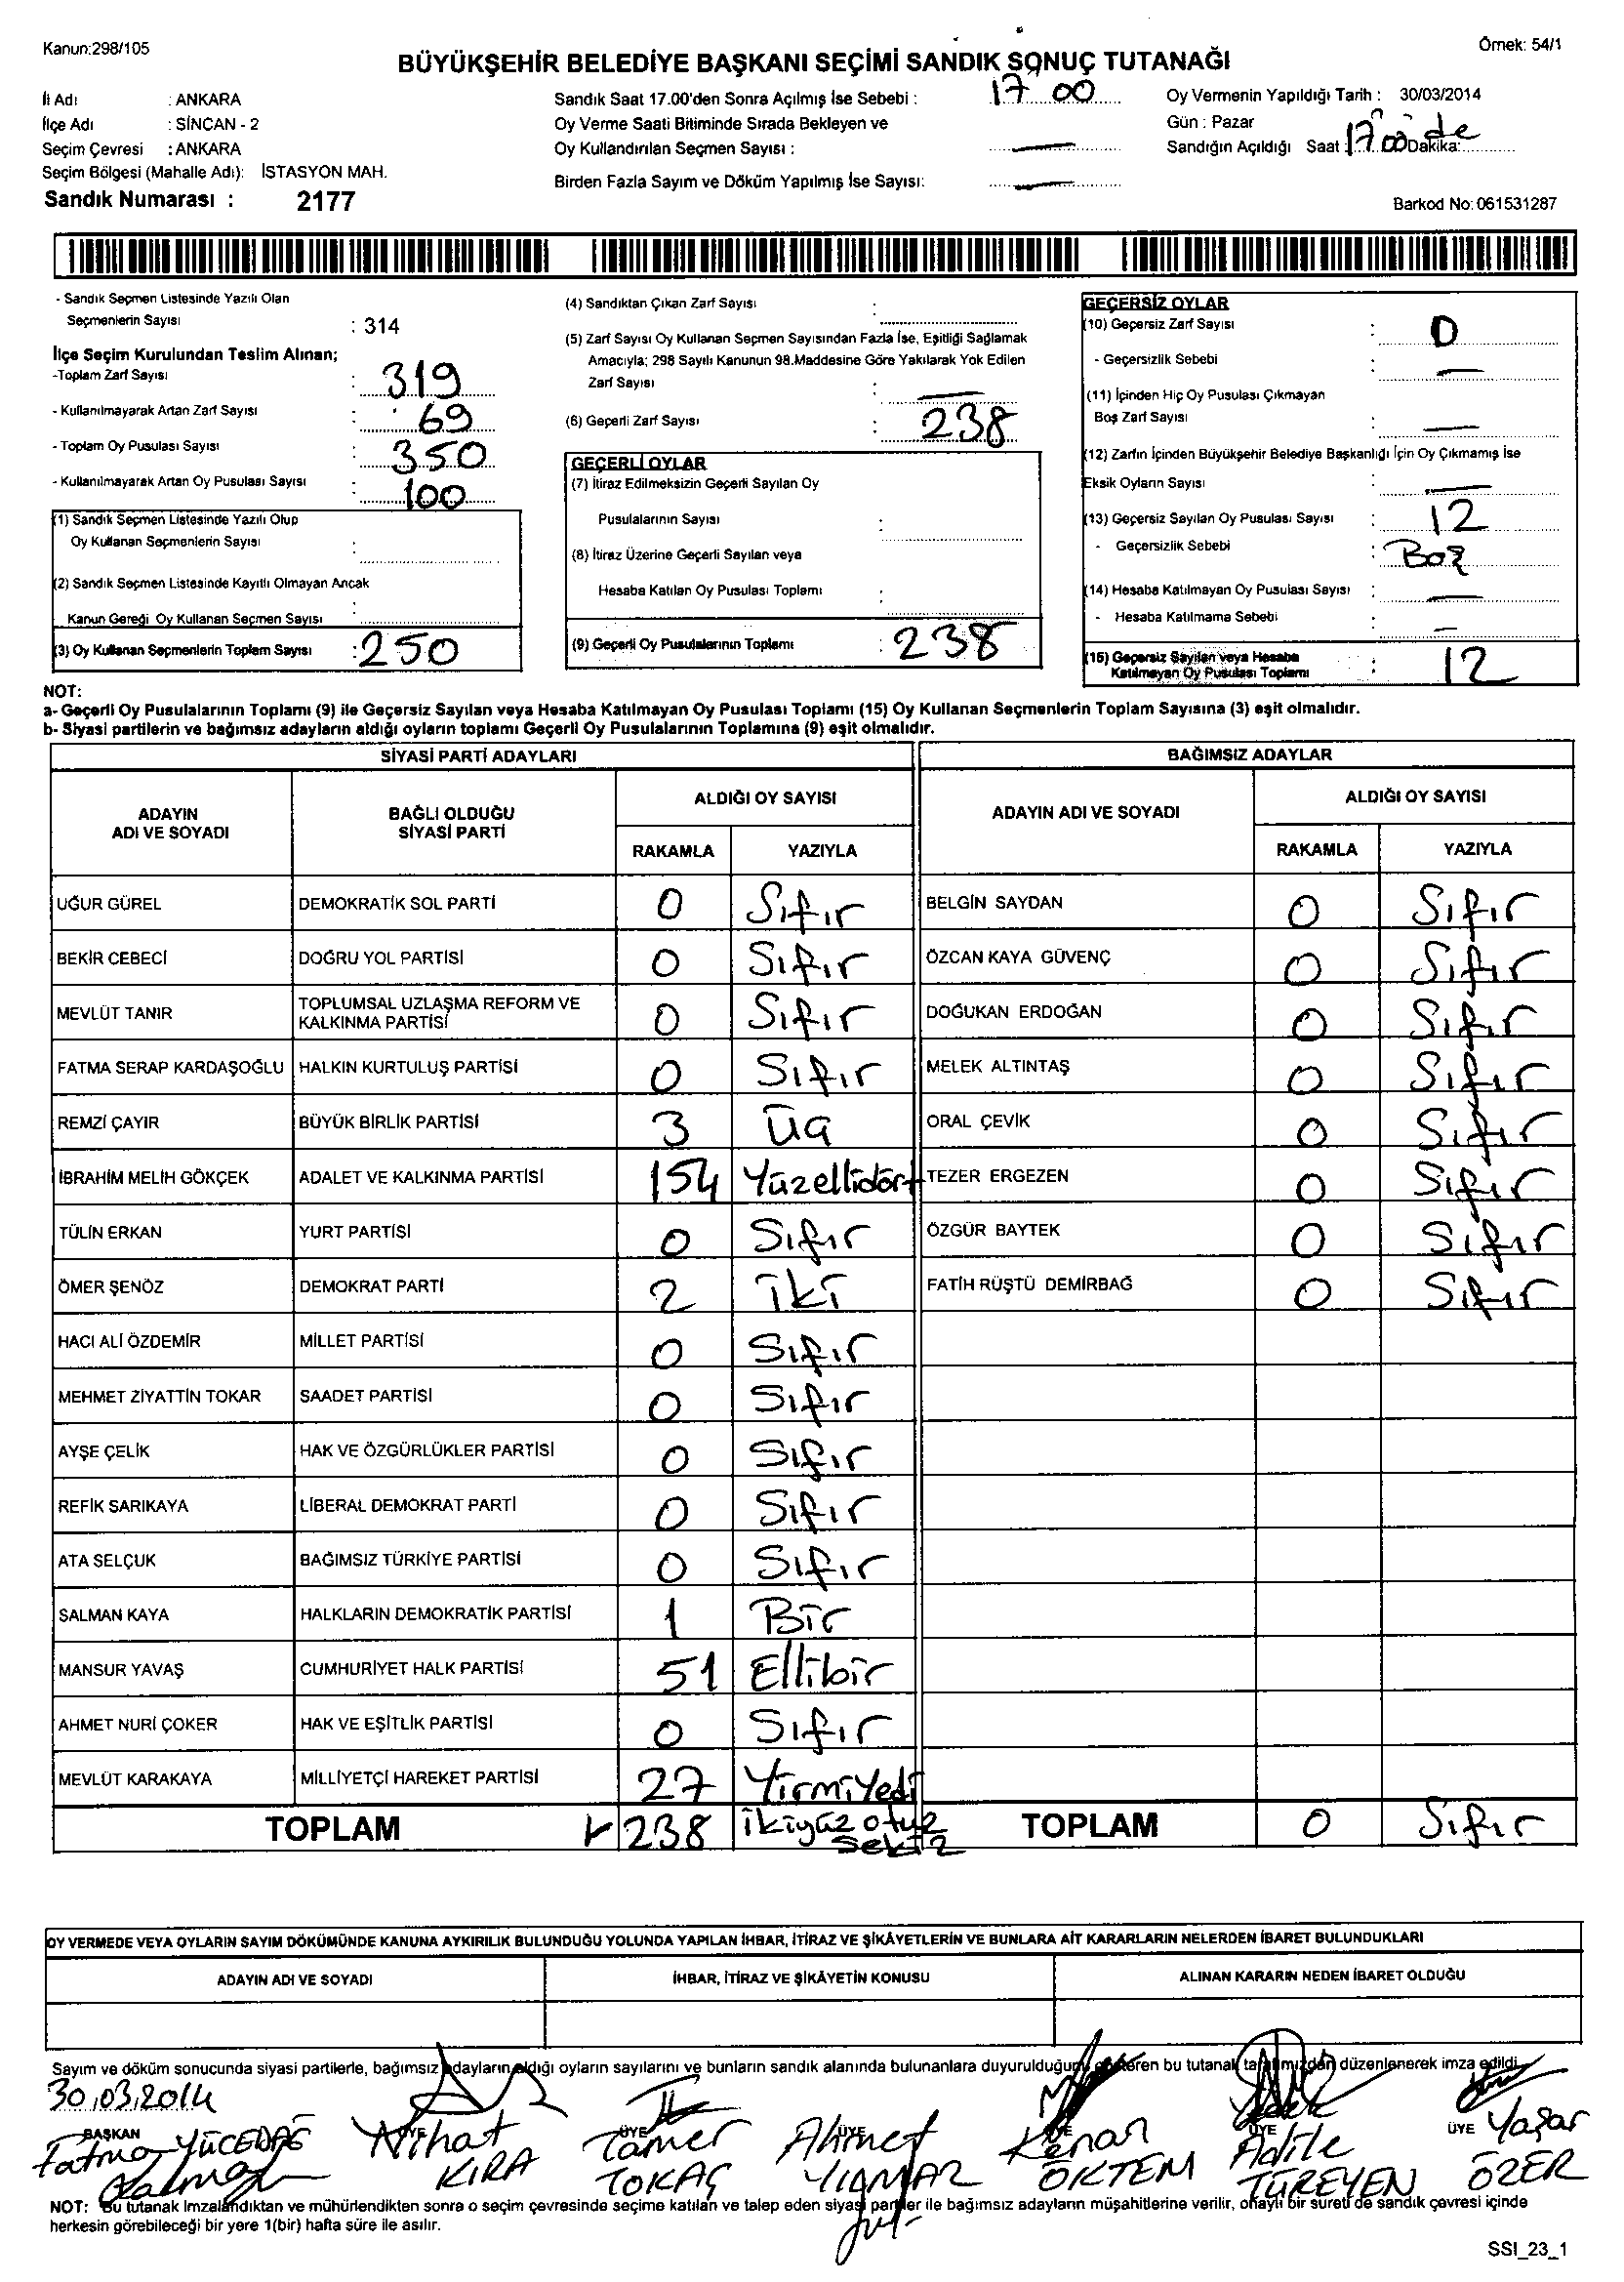 Kanun:298/105
Örnek: 54/1
BÜYÜKŞEHİR BELEDİYE BAŞKANI SEÇİMİ SANDIK SONUÇ TUTANAĞI
İl Adı : ANKARA
İlçe Adı : SİNCAN - 2
Seçim Çevresi : ANKARA
Seçim Bölgesi (Mahalle Adı): İSTASYON MAH.
Sandık Numarası : 2177
Sandık Saat 17.00'den Sonra Açılmış İse Sebebi : 17 00
Oy Verme Saati Bitiminde Sırada Bekleyen ve
Oy Kullandırılan Seçmen Sayısı : —
Birden Fazla Sayım ve Döküm Yapılmış İse Sayısı: —
Oy Vermenin Yapıldığı Tarih : 30/03/2014
Gün : Pazar
Sandığın Açıldığı Saat : 17 00 Dakika: de
Barkod No: 061531287
- Sandık Seçmen Listesinde Yazılı Olan
Seçmenlerin Sayısı : 314
İlçe Seçim Kurulundan Teslim Alınan;
-Toplam Zarf Sayısı : 319
- Kullanılmayarak Artan Zarf Sayısı : 69
- Toplam Oy Pusulası Sayısı : 350
- Kullanılmayarak Artan Oy Pusulası Sayısı : 100
(1) Sandık Seçmen Listesinde Yazılı Olup
Oy Kullanan Seçmenlerin Sayısı :
(2) Sandık Seçmen Listesinde Kayıtlı Olmayan Ancak
Kanun Gereği Oy Kullanan Seçmen Sayısı :
(3) Oy Kullanan Seçmenlerin Toplam Sayısı : 250
(4) Sandıktan Çıkan Zarf Sayısı :
(5) Zarf Sayısı Oy Kullanan Seçmen Sayısından Fazla İse, Eşitliği Sağlamak
Amacıyla; 298 Sayılı Kanunun 98.Maddesine Göre Yakılarak Yok Edilen
Zarf Sayısı : —
(6) Geçerli Zarf Sayısı : 238
GEÇERLİ OYLAR
(7) İtiraz Edilmeksizin Geçerli Sayılan Oy
Pusulalarının Sayısı :
(8) İtiraz Üzerine Geçerli Sayılan veya
Hesaba Katılan Oy Pusulası Toplamı :
(9) Geçerli Oy Pusulalarının Toplamı : 238
GEÇERSİZ OYLAR
(10) Geçersiz Zarf Sayısı : 0
- Geçersizlik Sebebi : —
(11) İçinden Hiç Oy Pusulası Çıkmayan
Boş Zarf Sayısı : —
(12) Zarfın İçinden Büyükşehir Belediye Başkanlığı İçin Oy Çıkmamış İse
Eksik Oyların Sayısı : —
(13) Geçersiz Sayılan Oy Pusulası Sayısı : 12
- Geçersizlik Sebebi : Boş
(14) Hesaba Katılmayan Oy Pusulası Sayısı : —
- Hesaba Katılmama Sebebi : —
(15) Geçersiz Sayılan veya Hesaba
Katılmayan Oy Pusulası Toplamı : 12
NOT:
a- Geçerli Oy Pusulalarının Toplamı (9) ile Geçersiz Sayılan veya Hesaba Katılmayan Oy Pusulası Toplamı (15) Oy Kullanan Seçmenlerin Toplam Sayısına (3) eşit olmalıdır.
b- Siyasi partilerin ve bağımsız adayların aldığı oyların toplamı Geçerli Oy Pusulalarının Toplamına (9) eşit olmalıdır.
SİYASİ PARTİ ADAYLARI
BAĞIMSIZ ADAYLAR
ADAYIN ADI VE SOYADI
BAĞLI OLDUĞU SİYASİ PARTİ
ALDIĞI OY SAYISI
RAKAMLA YAZIYLA
ADAYIN ADI VE SOYADI
ALDIĞI OY SAYISI
RAKAMLA YAZIYLA
UĞUR GÜREL DEMOKRATİK SOL PARTİ 0 Sıfır BELGİN SAYDAN 0 Sıfır
BEKİR CEBECİ DOĞRU YOL PARTİSİ 0 Sıfır ÖZCAN KAYA GÜVENÇ 0 Sıfır
MEVLÜT TANIR TOPLUMSAL UZLAŞMA REFORM VE KALKINMA PARTİSİ 0 Sıfır DOĞUKAN ERDOĞAN 0 Sıfır
FATMA SERAP KARDAŞOĞLU HALKIN KURTULUŞ PARTİSİ 0 Sıfır MELEK ALTINTAŞ 0 Sıfır
REMZİ ÇAYIR BÜYÜK BİRLİK PARTİSİ 3 Üç ORAL ÇEVİK 0 Sıfır
İBRAHİM MELİH GÖKÇEK ADALET VE KALKINMA PARTİSİ 154 Yüzellidört TEZER ERGEZEN 0 Sıfır
TÜLİN ERKAN YURT PARTİSİ 0 Sıfır ÖZGÜR BAYTEK 0 Sıfır
ÖMER ŞENÖZ DEMOKRAT PARTİ 2 iki FATİH RÜŞTÜ DEMİRBAĞ 0 Sıfır
HACI ALİ ÖZDEMİR MİLLET PARTİSİ 0 Sıfır
MEHMET ZİYATTİN TOKAR SAADET PARTİSİ 0 Sıfır
AYŞE ÇELİK HAK VE ÖZGÜRLÜKLER PARTİSİ 0 Sıfır
REFİK SARIKAYA LİBERAL DEMOKRAT PARTİ 0 Sıfır
ATA SELÇUK BAĞIMSIZ TÜRKİYE PARTİSİ 0 Sıfır
SALMAN KAYA HALKLARIN DEMOKRATİK PARTİSİ 1 Bir
MANSUR YAVAŞ CUMHURİYET HALK PARTİSİ 51 Ellibir
AHMET NURİ ÇOKER HAK VE EŞİTLİK PARTİSİ 0 Sıfır
MEVLÜT KARAKAYA MİLLİYETÇİ HAREKET PARTİSİ 27 YirmiYedi
TOPLAM 238 ikiyüz otuz sekiz TOPLAM 0 Sıfır
OY VERMEDE VEYA OYLARIN SAYIM DÖKÜMÜNDE KANUNA AYKIRILIK BULUNDUĞU YOLUNDA YAPILAN İHBAR, İTİRAZ VE ŞİKÂYETLERİN VE BUNLARA AİT KARARLARIN NELERDEN İBARET BULUNDUKLARI
ADAYIN ADI VE SOYADI İHBAR, İTİRAZ VE ŞİKÂYETİN KONUSU ALINAN KARARIN NEDEN İBARET OLDUĞU
Sayım ve döküm sonucunda siyasi partilerle, bağımsız adayların aldığı oyların sayılarını ve bunların sandık alanında bulunanlara duyurulduğunu gösteren bu tutanak tarafımızdan düzenlenerek imza edildi.
30.03.2014
BAŞKAN ÜYE ÜYE ÜYE ÜYE ÜYE ÜYE
Fatma YÜCEDAĞ Nihat KIRA Tamer TOKAÇ Ahmet YILMAZ Kenan ÖKTEM Adile TÜREYEN Yaşar ÖZER
NOT: Bu tutanak imzalandıktan ve mühürlendikten sonra o seçim çevresinde seçime katılan ve talep eden siyasi partiler ile bağımsız adayların müşahitlerine verilir, onaylı bir sureti de sandık çevresi içinde
herkesin görebileceği bir yere 1(bir) hafta süre ile asılır.
SSI_23_1